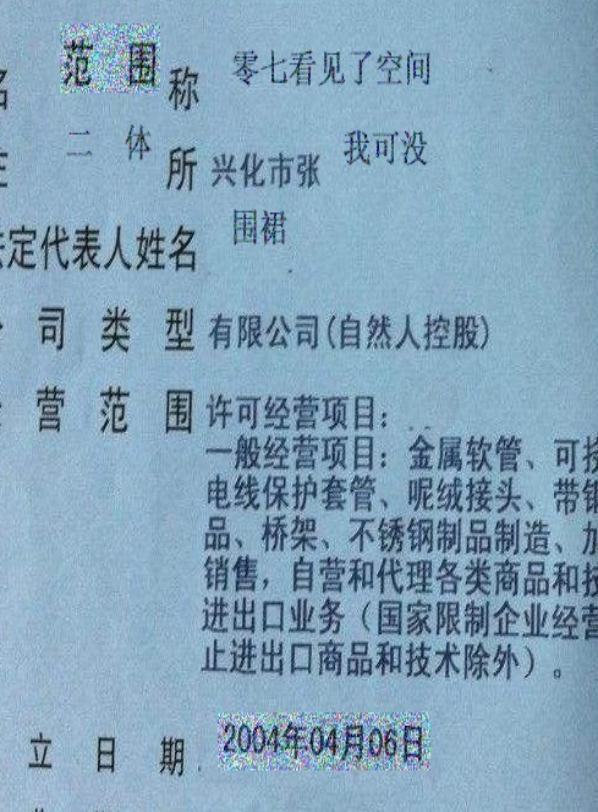 范 围
名 称 零七看见了空间
二 体
所 兴化市张 我可没
围裙
法定代表人姓名
司 类 型 有限公司(自然人控股)
营 范 围 许可经营项目:
一般经营项目:金属软管、可挠
电线保护套管、呢绒接头、带钢
品、桥架、不锈钢制品制造、加
销售,自营和代理各类商品和技
进出口业务(国家限制企业经营
止进出口商品和技术除外)。
立 日 期 2004年04月06日